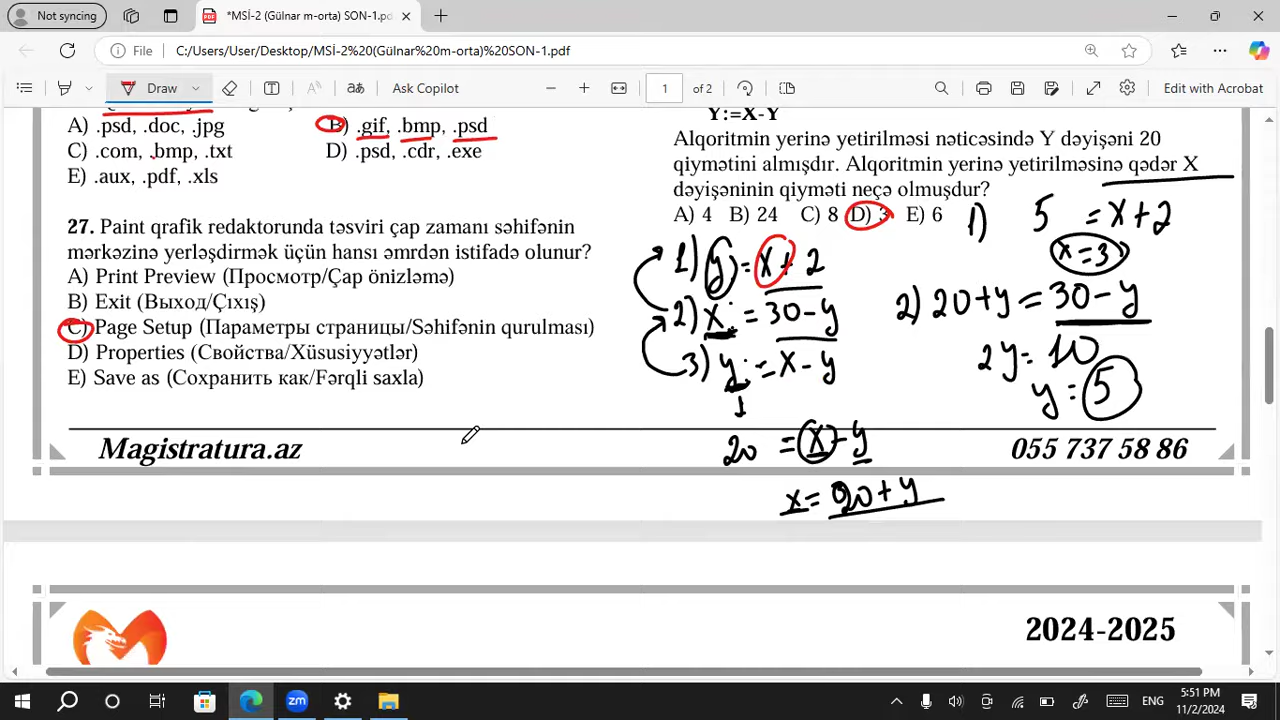 Not syncing
*MSİ-2 (Gülnar m-orta) SON-1.pdf
File
C:/Users/User/Desktop/MSİ-2%20(Gülnar%20m-orta)%20SON-1.pdf
Draw
Ask Copilot
1 of 2
Edit with Acrobat
A) .psd, .doc, .jpg B) .gif, .bmp, .psd
C) .com, .bmp, .txt D) .psd, .cdr, .exe
E) .aux, .pdf, .xls
27. Paint qrafik redaktorunda təsviri çap zamanı səhifənin
mərkəzinə yerləşdirmək üçün hansı əmrdən istifadə olunur?
A) Print Preview (Просмотр/Çap önizləmə)
B) Exit (Выход/Çıxış)
C) Page Setup (Параметры страницы/Səhifənin qurulması)
D) Properties (Свойства/Xüsusiyyətlər)
E) Save as (Сохранить как/Fərqli saxla)
Y:=X-Y
Alqoritmin yerinə yetirilməsi nəticəsində Y dəyişəni 20
qiymətini almışdır. Alqoritmin yerinə yetirilməsinə qədər X
dəyişəninin qiyməti neçə olmuşdur?
A) 4 B) 24 C) 8 D) 3 E) 6
1) y = x + 2
2) x := 30 - y
3) y := x - y
20 = x - y
x = 20 + y
1) 5 = x + 2
x = 3
2) 20 + y = 30 - y
2y = 10
y = 5
Magistratura.az
055 737 58 86
2024-2025
zm
ENG
5:51 PM
11/2/2024